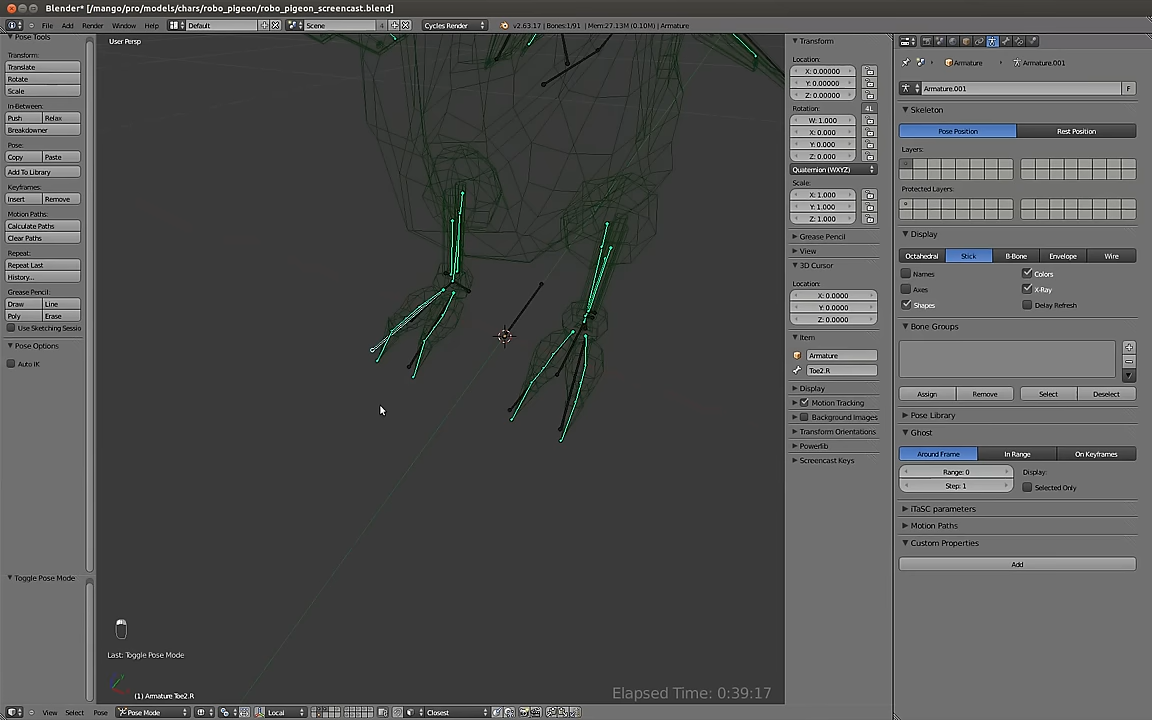 Blender* [/mango/pro/models/chars/robo_pigeon/robo_pigeon_screencast.blend]
File Add Render Window Help Default Scene 4 Cycles Render v2.63.17 | Bones:1/91 | Mem:27.13M (0.10M) | Armature
Pose Tools
Transform:
Translate
Rotate
Scale
In-Between:
Push Relax
Breakdowner
Pose:
Copy Paste
Add To Library
Keyframes:
Insert Remove
Motion Paths:
Calculate Paths
Clear Paths
Repeat:
Repeat Last
History...
Grease Pencil:
Draw Line
Poly Erase
Use Sketching Sessio
Pose Options
Auto IK
Toggle Pose Mode
User Persp
Last: Toggle Pose Mode
(1) Armature Toe2.R
Elapsed Time: 0:39:17
View Select Pose Pose Mode Local Closest
Transform
Location:
X: 0.00000
Y: 0.00000
Z: 0.00000
Rotation: 4L
W: 1.000
X: 0.000
Y: 0.000
Z: 0.000
Quaternion (WXYZ)
Scale:
X: 1.000
Y: 1.000
Z: 1.000
Grease Pencil
View
3D Cursor
Location:
X: 0.0000
Y: 0.0000
Z: 0.0000
Item
Armature
Toe2.R
Display
Motion Tracking
Background Images
Transform Orientations
Powerlib
Screencast Keys
Armature Armature.001
Armature.001 F
Skeleton
Pose Position Rest Position
Layers:
Protected Layers:
Display
Octahedral Stick B-Bone Envelope Wire
Names Colors
Axes X-Ray
Shapes Delay Refresh
Bone Groups
Assign Remove Select Deselect
Pose Library
Ghost
Around Frame In Range On Keyframes
Range: 0 Display:
Step: 1 Selected Only
iTaSC parameters
Motion Paths
Custom Properties
Add